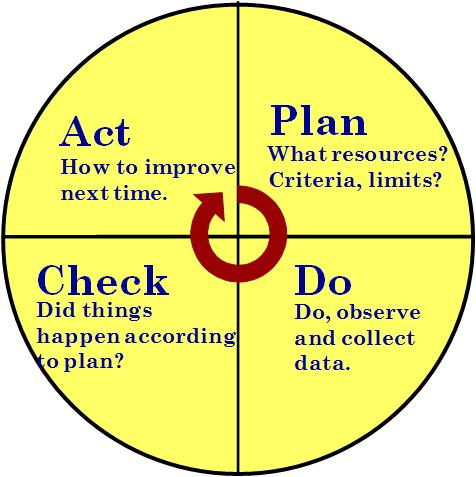 Act
How to improve
next time.
Plan
What resources?
Criteria, limits?
Check
Did things
happen according
to plan?
Do
Do, observe
and collect
data.